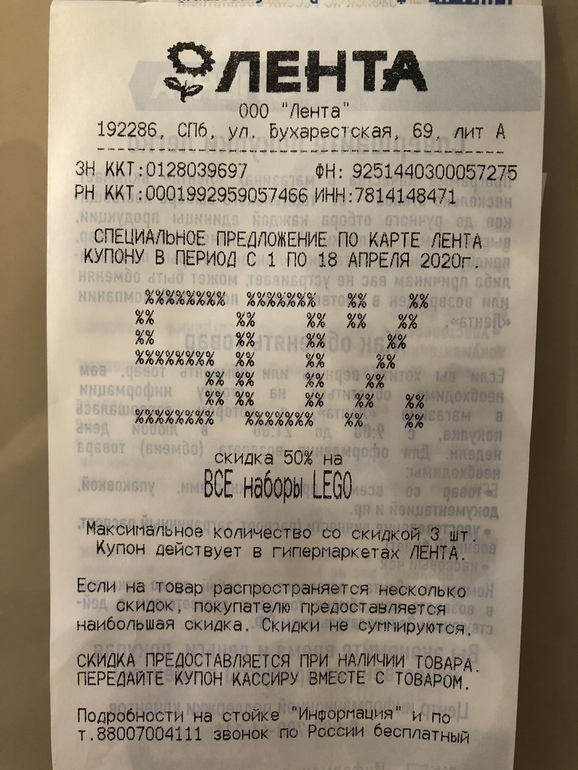 ЛЕНТА
ООО "Лента"
192286, СПб, ул. Бухарестская, 69, лит А
ЗН ККТ:0128039697 ФН: 9251440300057275
РН ККТ:0001992959057466 ИНН:7814148471
СПЕЦИАЛЬНОЕ ПРЕДЛОЖЕНИЕ ПО КАРТЕ ЛЕНТА
КУПОНУ В ПЕРИОД С 1 ПО 18 АПРЕЛЯ 2020г.
50%
скидка 50% на
ВСЕ наборы LEGO
Максимальное количество со скидкой 3 шт.
Купон действует в гипермаркетах ЛЕНТА.
Если на товар распространяется несколько
скидок, покупателю предоставляется
наибольшая скидка. Скидки не суммируются.
СКИДКА ПРЕДОСТАВЛЯЕТСЯ ПРИ НАЛИЧИИ ТОВАРА.
ПЕРЕДАЙТЕ КУПОН КАССИРУ ВМЕСТЕ С ТОВАРОМ.
Подробности на стойке "Информация" и по
т.88007004111 звонок по России бесплатный